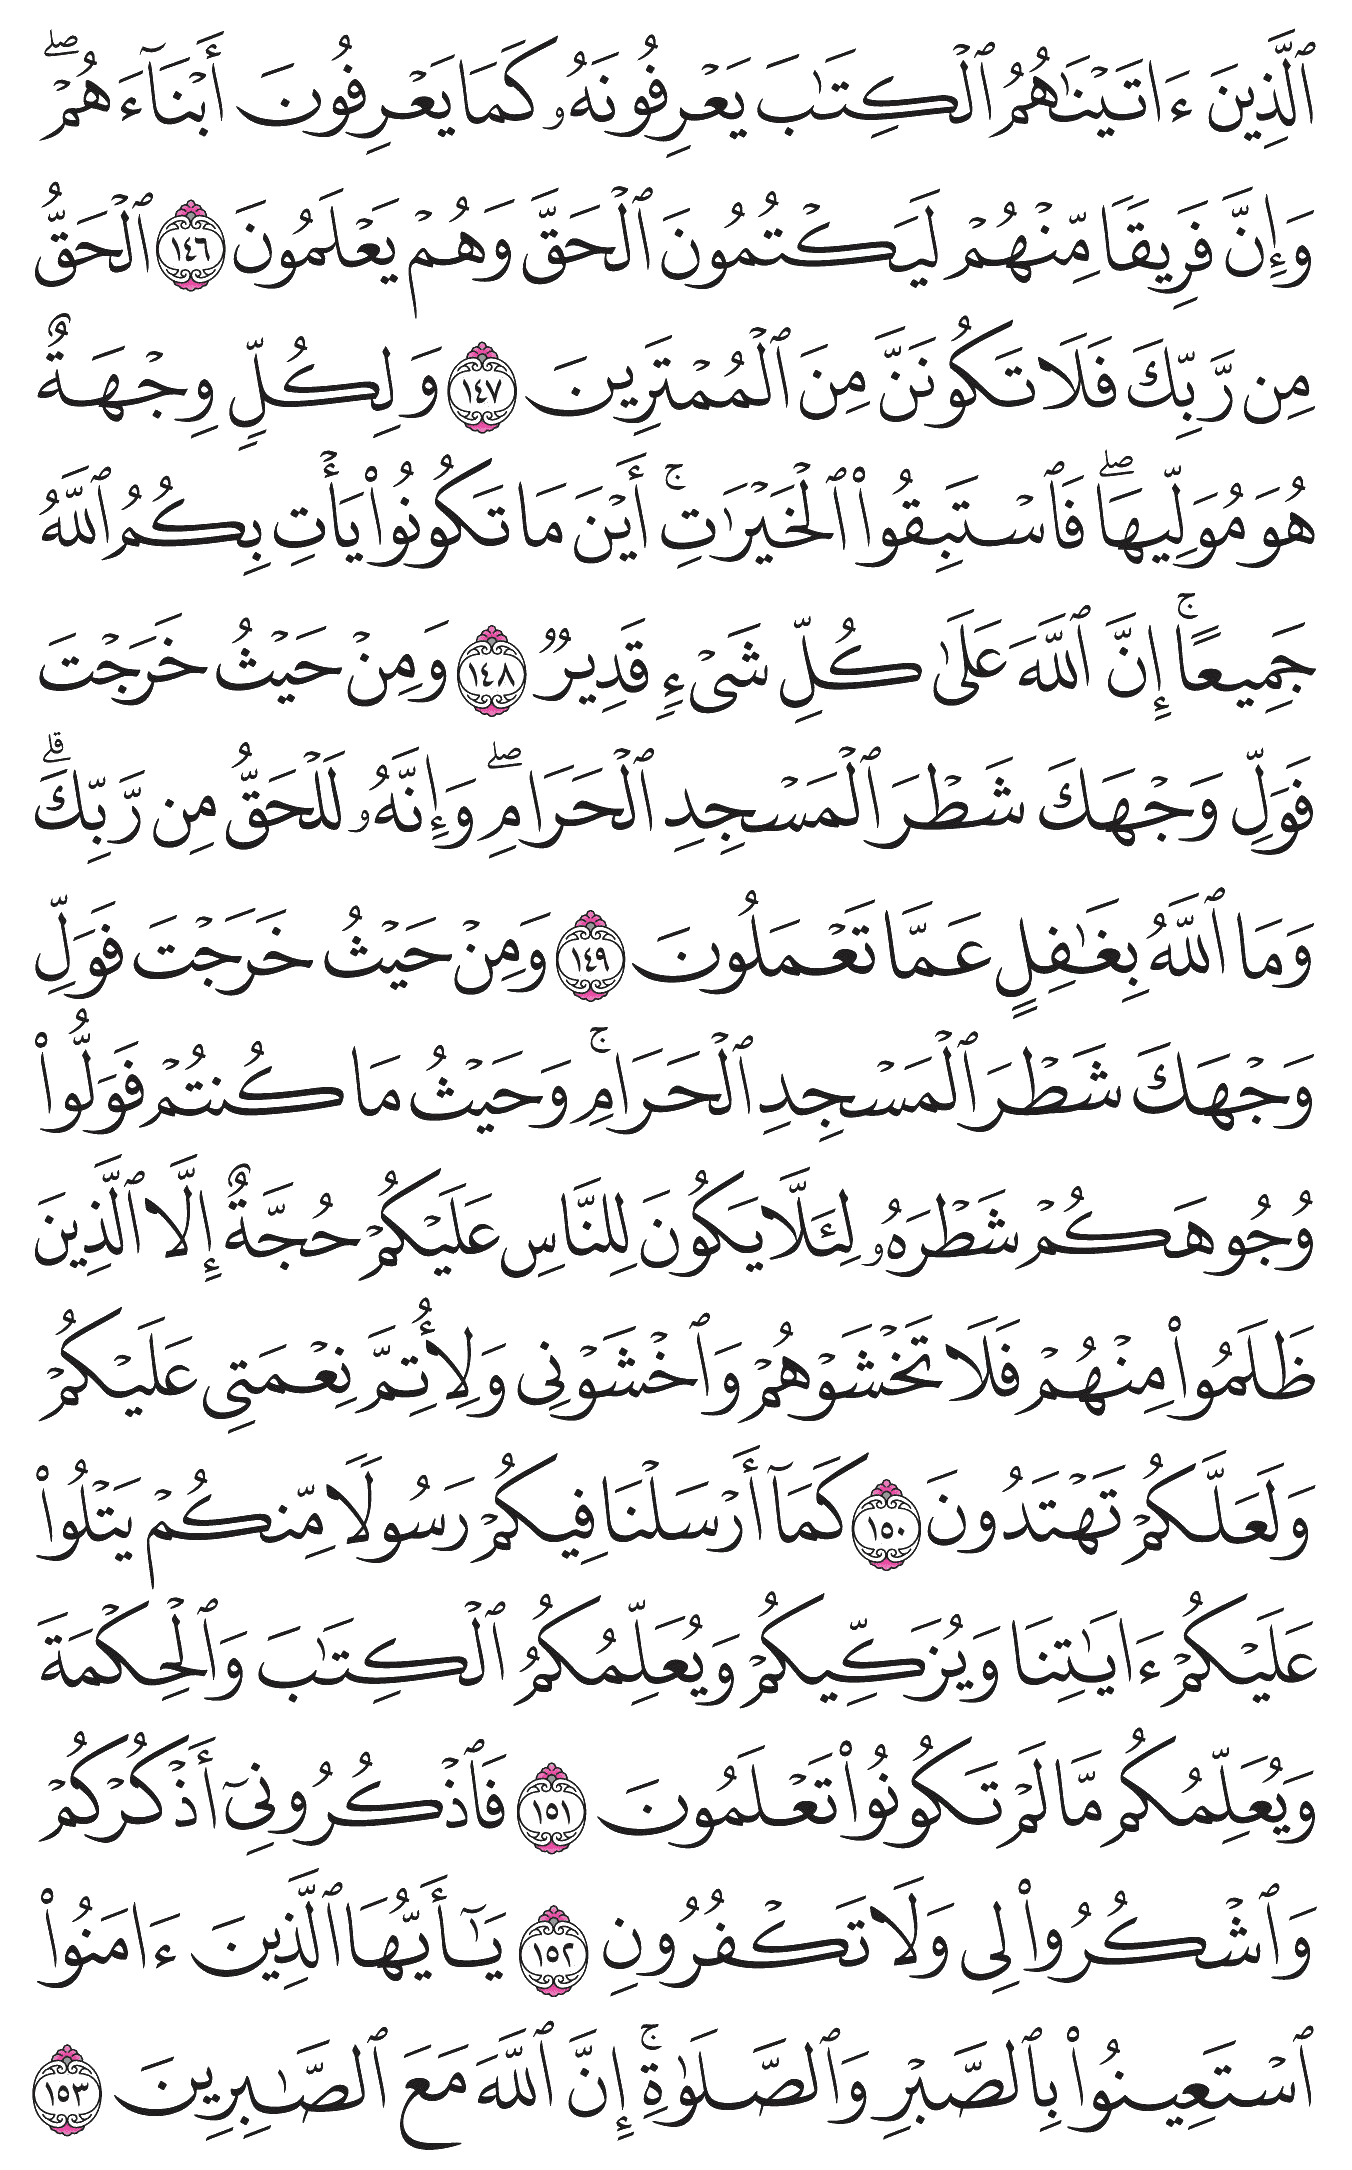 ٱلَّذِينَ ءَاتَيْنَٰهُمُ ٱلْكِتَٰبَ يَعْرِفُونَهُۥ كَمَا يَعْرِفُونَ أَبْنَآءَهُمْ ۖ
وَإِنَّ فَرِيقًا مِّنْهُمْ لَيَكْتُمُونَ ٱلْحَقَّ وَهُمْ يَعْلَمُونَ ١٤٦ ٱلْحَقُّ
مِن رَّبِّكَ فَلَا تَكُونَنَّ مِنَ ٱلْمُمْتَرِينَ ١٤٧ وَلِكُلٍّ وِجْهَةٌ
هُوَ مُوَلِّيهَا ۖ فَٱسْتَبِقُوا۟ ٱلْخَيْرَٰتِ ۚ أَيْنَ مَا تَكُونُوا۟ يَأْتِ بِكُمُ ٱللَّهُ
جَمِيعًا ۚ إِنَّ ٱللَّهَ عَلَىٰ كُلِّ شَىْءٍ قَدِيرٌ ١٤٨ وَمِنْ حَيْثُ خَرَجْتَ
فَوَلِّ وَجْهَكَ شَطْرَ ٱلْمَسْجِدِ ٱلْحَرَامِ ۖ وَإِنَّهُۥ لَلْحَقُّ مِن رَّبِّكَ ۗ
وَمَا ٱللَّهُ بِغَٰفِلٍ عَمَّا تَعْمَلُونَ ١٤٩ وَمِنْ حَيْثُ خَرَجْتَ فَوَلِّ
وَجْهَكَ شَطْرَ ٱلْمَسْجِدِ ٱلْحَرَامِ ۚ وَحَيْثُ مَا كُنتُمْ فَوَلُّوا۟
وُجُوهَكُمْ شَطْرَهُۥ لِئَلَّا يَكُونَ لِلنَّاسِ عَلَيْكُمْ حُجَّةٌ إِلَّا ٱلَّذِينَ
ظَلَمُوا۟ مِنْهُمْ فَلَا تَخْشَوْهُمْ وَٱخْشَوْنِى وَلِأُتِمَّ نِعْمَتِى عَلَيْكُمْ
وَلَعَلَّكُمْ تَهْتَدُونَ ١٥٠ كَمَآ أَرْسَلْنَا فِيكُمْ رَسُولًا مِّنكُمْ يَتْلُوا۟
عَلَيْكُمْ ءَايَٰتِنَا وَيُزَكِّيكُمْ وَيُعَلِّمُكُمُ ٱلْكِتَٰبَ وَٱلْحِكْمَةَ
وَيُعَلِّمُكُم مَّا لَمْ تَكُونُوا۟ تَعْلَمُونَ ١٥١ فَٱذْكُرُونِىٓ أَذْكُرْكُمْ
وَٱشْكُرُوا۟ لِى وَلَا تَكْفُرُونِ ١٥٢ يَٰٓأَيُّهَا ٱلَّذِينَ ءَامَنُوا۟
ٱسْتَعِينُوا۟ بِٱلصَّبْرِ وَٱلصَّلَوٰةِ ۚ إِنَّ ٱللَّهَ مَعَ ٱلصَّٰبِرِينَ ١٥٣